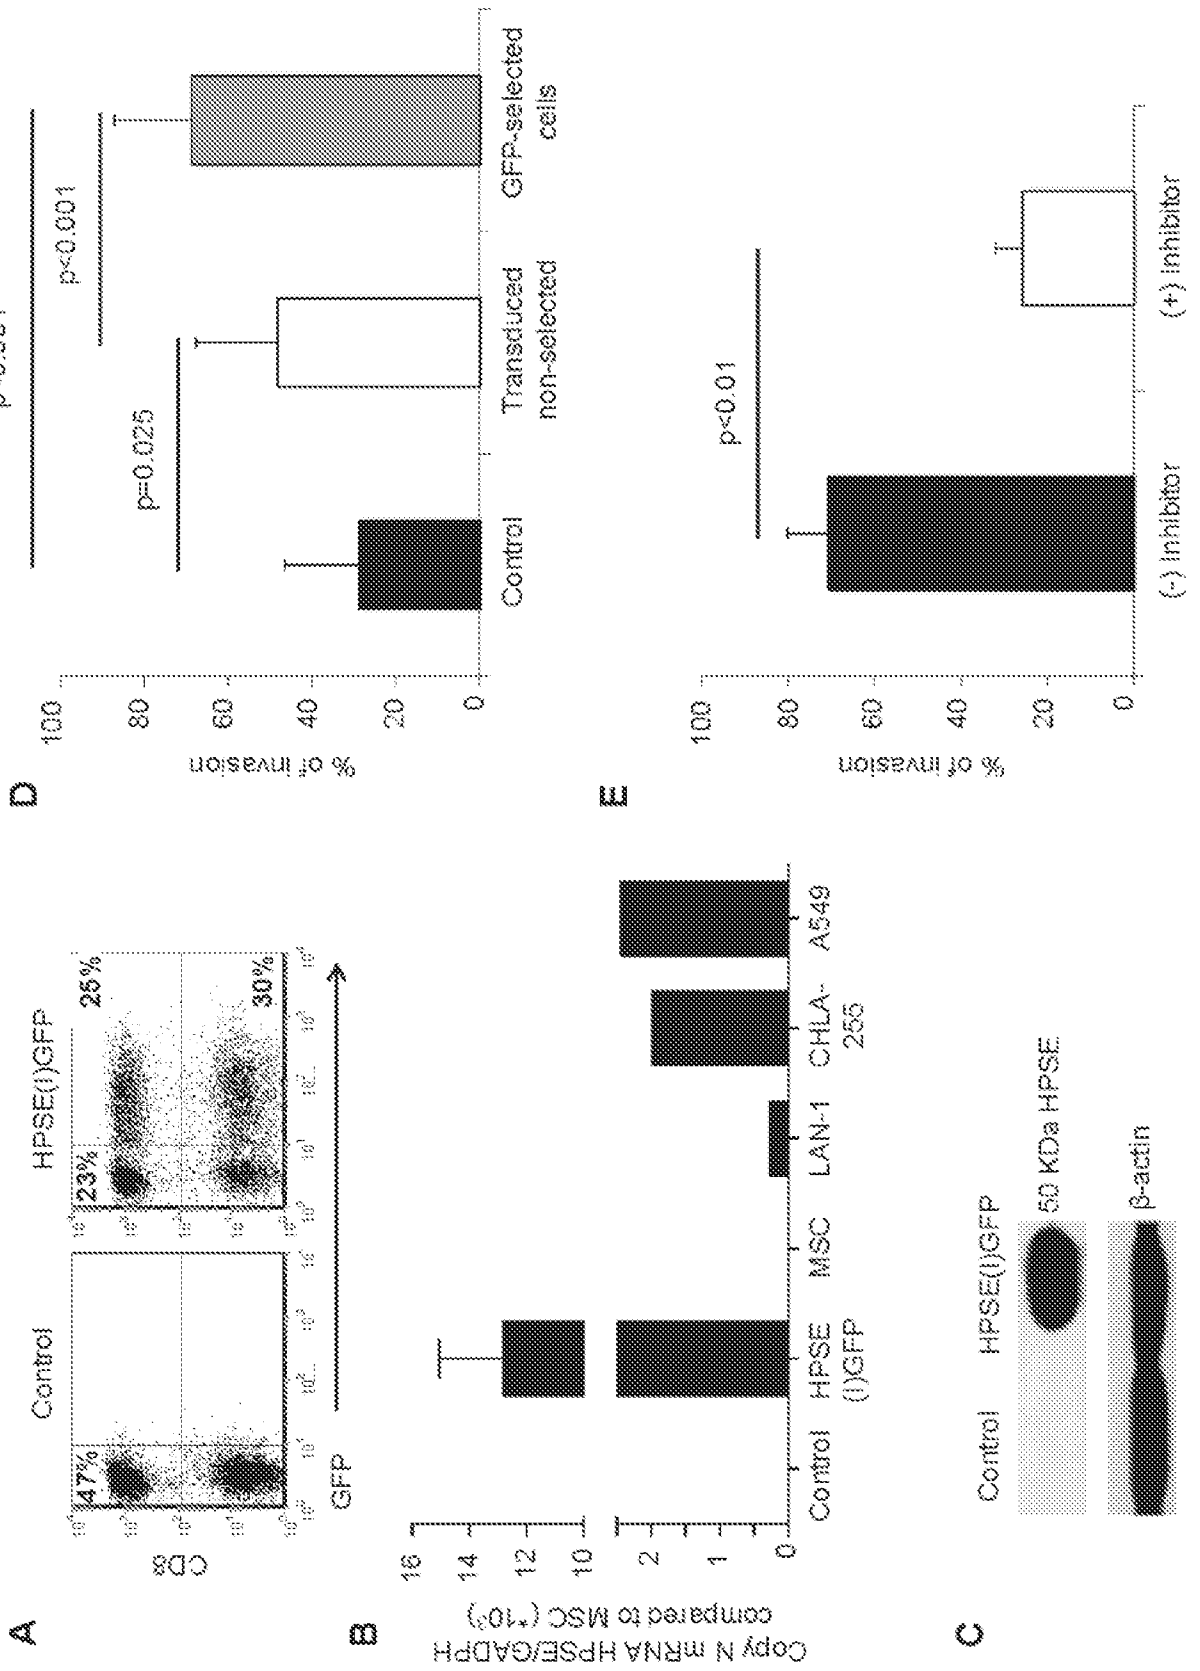 A
Control
HPSE(I)GFP
47%
23%
25%
30%
CD8
GFP
B
Copy N mRNA HPSE/GADPH
compared to MSC (*10³)
16
14
12
10
2
1
0
Control
HPSE
(I)GFP
MSC
LAN-1
CHLA-
255
A549
C
Control
HPSE(I)GFP
50 KDa HPSE
β-actin
D
% of invasion
100
80
60
40
20
0
p=0.025
p<0.001
Control
Transduced
non-selected
GFP-selected
cells
E
% of invasion
100
80
60
40
20
0
p<0.01
(-) Inhibitor
(+) Inhibitor